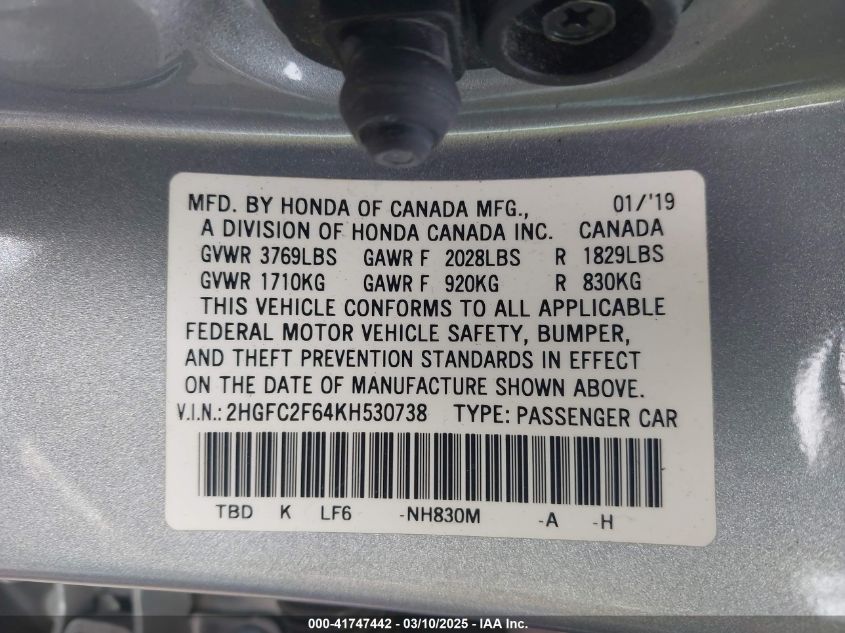 MFD. BY HONDA OF CANADA MFG., 01/'19
A DIVISION OF HONDA CANADA INC. CANADA
GVWR 3769LBS GAWR F 2028LBS R 1829LBS
GVWR 1710KG GAWR F 920KG R 830KG
THIS VEHICLE CONFORMS TO ALL APPLICABLE
FEDERAL MOTOR VEHICLE SAFETY, BUMPER,
AND THEFT PREVENTION STANDARDS IN EFFECT
ON THE DATE OF MANUFACTURE SHOWN ABOVE.
V.I.N.: 2HGFC2F64KH530738 TYPE: PASSENGER CAR
TBD K LF6 -NH830M -A -H
000-41747442 — 03/10/2025 — IAA Inc.